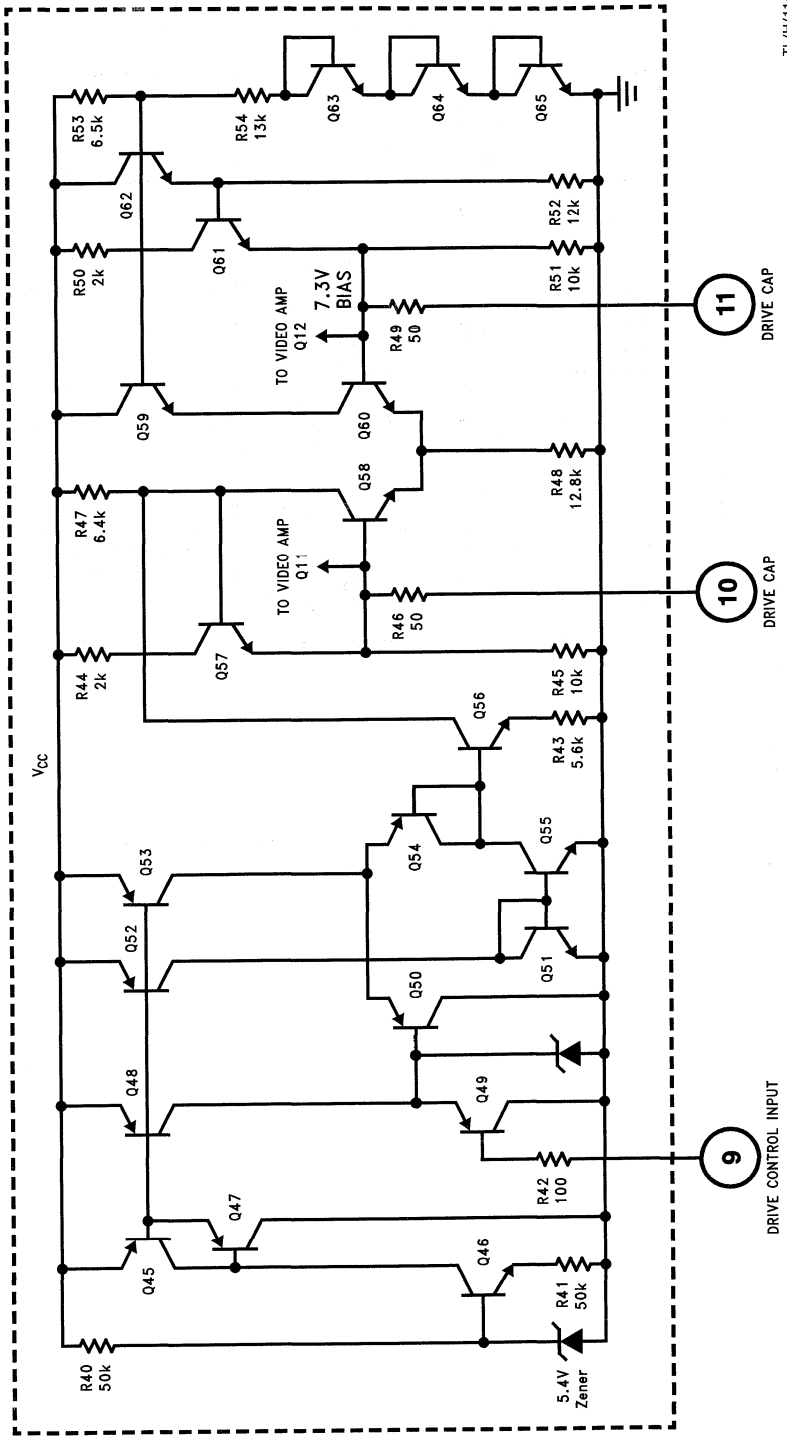 TL/H/11
VCC
R40
50k
5.4V
Zener
Q45
Q47
Q46
R41
50k
Q48
Q49
R42
100
9
DRIVE CONTROL INPUT
Q52
Q53
Q50
Q54
Q51
Q55
Q56
R43
5.6k
R44
2k
Q57
R45
10k
R46
50
10
DRIVE CAP
TO VIDEO AMP
Q11
R47
6.4k
Q58
Q59
Q60
R48
12.8k
TO VIDEO AMP
Q12
7.3V
BIAS
R49
50
11
DRIVE CAP
R50
2k
Q61
Q62
R51
10k
R52
12k
R53
6.5k
R54
13k
Q63
Q64
Q65